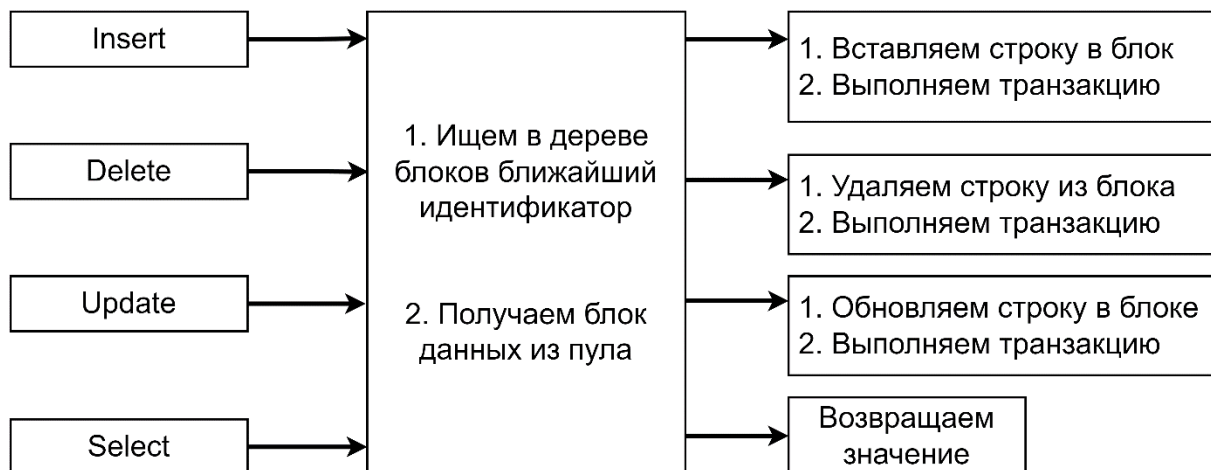 Insert
Delete
Update
Select
1. Ищем в дереве
блоков ближайший
идентификатор
2. Получаем блок
данных из пула
1. Вставляем строку в блок
2. Выполняем транзакцию
1. Удаляем строку из блока
2. Выполняем транзакцию
1. Обновляем строку в блоке
2. Выполняем транзакцию
Возвращаем
значение